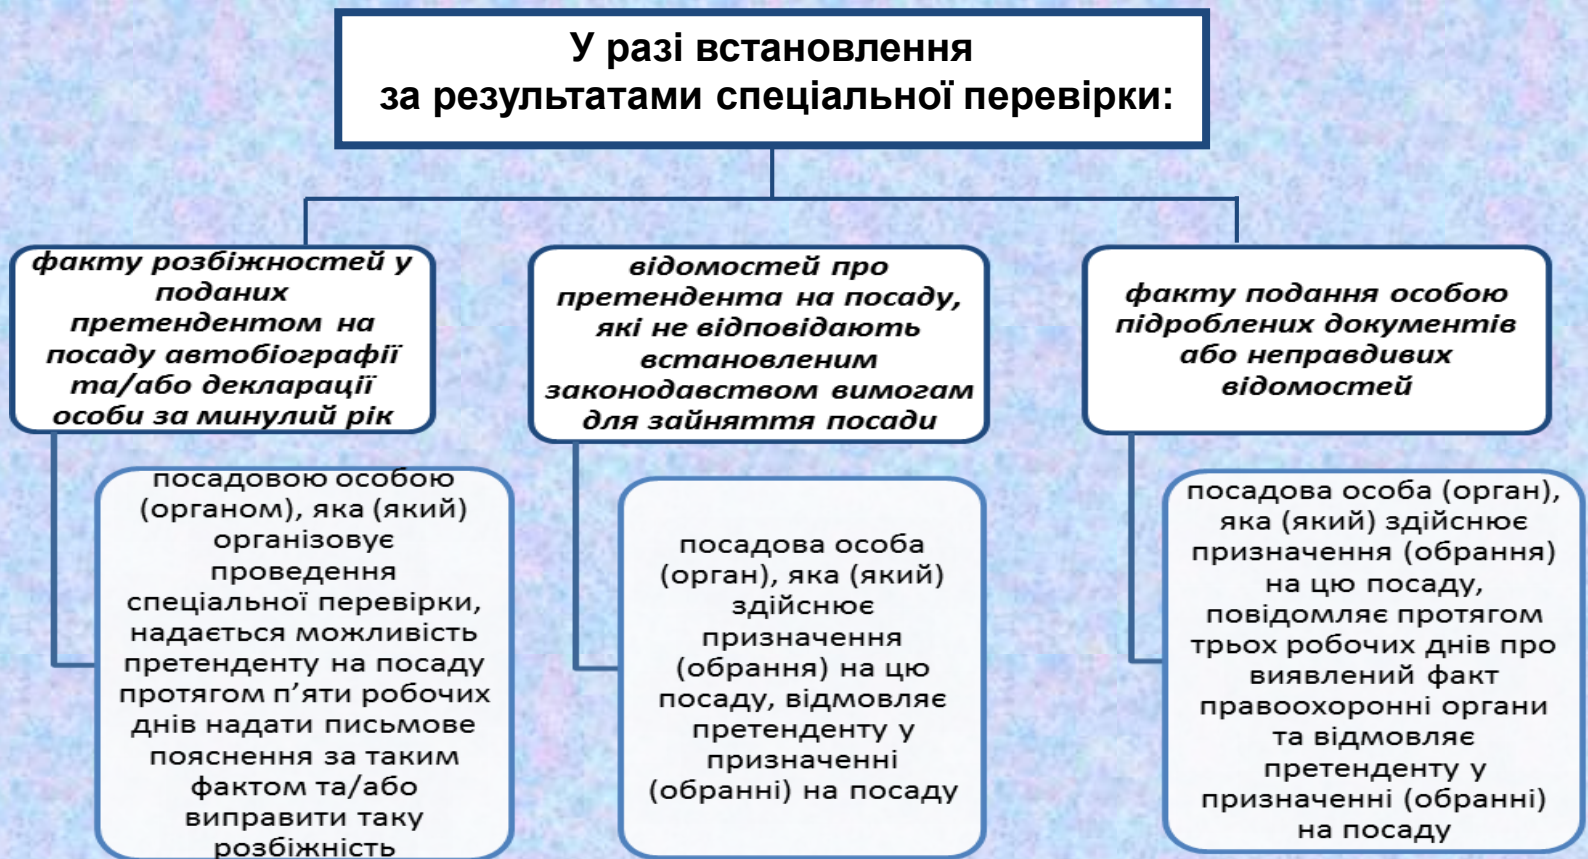 У разі встановлення
за результатами спеціальної перевірки:
факту розбіжностей у
поданих
претендентом на
посаду автобіографії
та/або декларації
особи за минулий рік
посадовою особою
(органом), яка (який)
організовує
проведення
спеціальної перевірки,
надається можливість
претенденту на посаду
протягом п’яти робочих
днів надати письмове
пояснення за таким
фактом та/або
виправити таку
розбіжність
відомостей про
претендента на посаду,
які не відповідають
встановленим
законодавством вимогам
для зайняття посади
посадова особа
(орган), яка (який)
здійснює
призначення
(обрання) на цю
посаду, відмовляє
претенденту у
призначенні
(обранні) на посаду
факту подання особою
підроблених документів
або неправдивих
відомостей
посадова особа (орган),
яка (який) здійснює
призначення (обрання)
на цю посаду,
повідомляє протягом
трьох робочих днів про
виявлений факт
правоохоронні органи
та відмовляє
претенденту у
призначенні (обранні)
на посаду